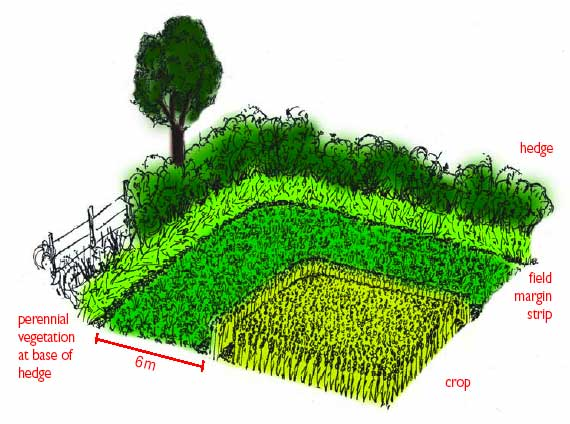 hedge
field
margin
strip
perennial
vegetation
at base of
hedge
6m
crop